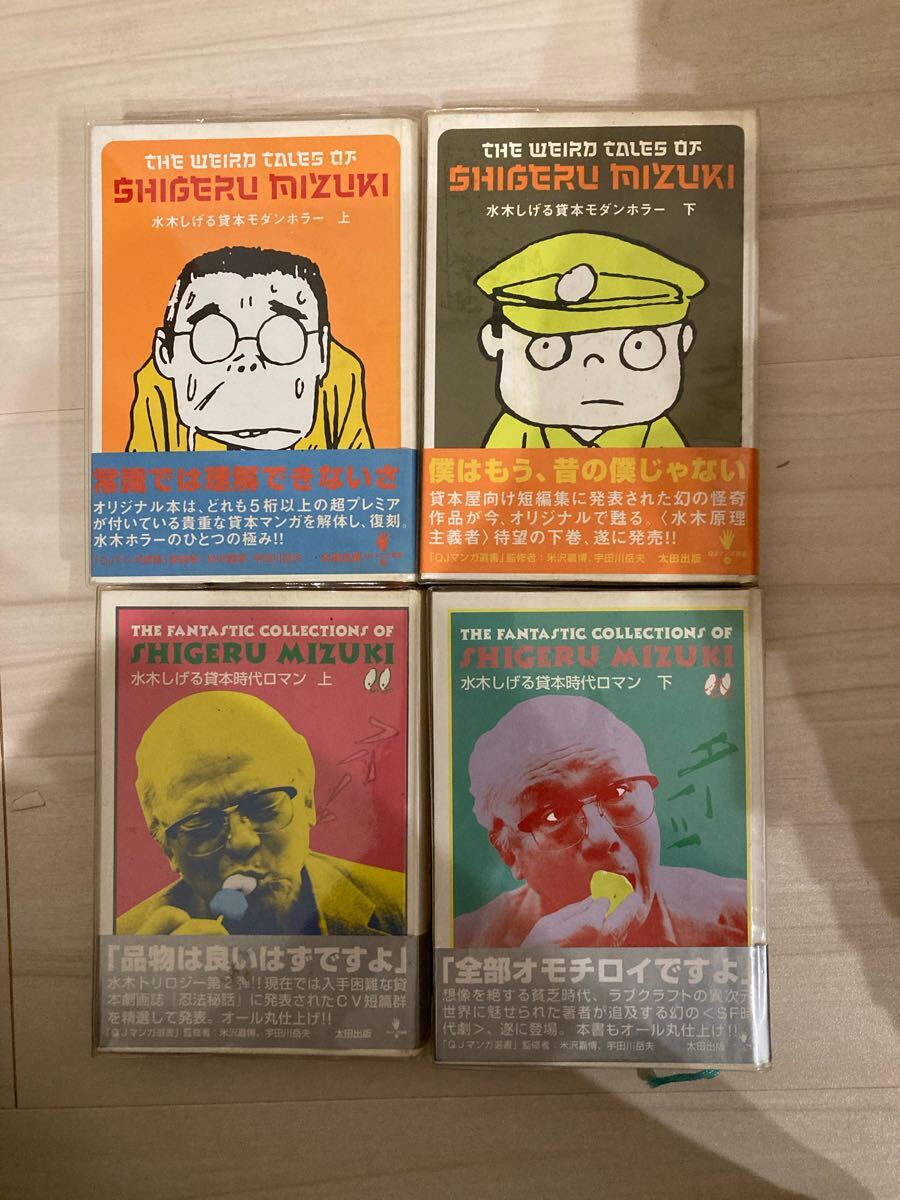 THE WEIRD TALES OF
SHIGERU MIZUKI
水木しげる貸本モダンホラー 上
常識では理解できないさ
オリジナル本は、どれも5桁以上の超プレミア
が付いている貴重な貸本マンガを解体し、復刻。
水木ホラーのひとつの極み!!
THE WEIRD TALES OF
SHIGERU MIZUKI
水木しげる貸本モダンホラー 下
僕はもう、昔の僕じゃない
貸本屋向け短編集に発表された幻の怪奇
作品が今、オリジナルで甦る。〈水木原理
主義者〉待望の下巻、遂に発売!!
「QJマンガ選書」監修者:米沢嘉博、宇田川岳夫 太田出版
QJマンガ選書
THE FANTASTIC COLLECTIONS OF
SHIGERU MIZUKI
水木しげる貸本時代ロマン 上
「品物は良いはずですよ」
水木トリロジー第2弾!!現在では入手困難な貸
本劇画誌『忍法秘話』に発表されたCV短篇群
を精選して発表。オール丸仕上げ!!
「QJマンガ選書」監修者:米沢嘉博、宇田川岳夫 太田出版
THE FANTASTIC COLLECTIONS OF
SHIGERU MIZUKI
水木しげる貸本時代ロマン 下
「全部オモチロイですよ」
想像を絶する貧乏時代、ラブクラフトの異次元
世界に魅せられた著者が追及する幻の<SF時
代劇>、遂に登場。本書もオール丸仕上げ!!
「QJマンガ選書」監修者:米沢嘉博、宇田川岳夫 太田出版